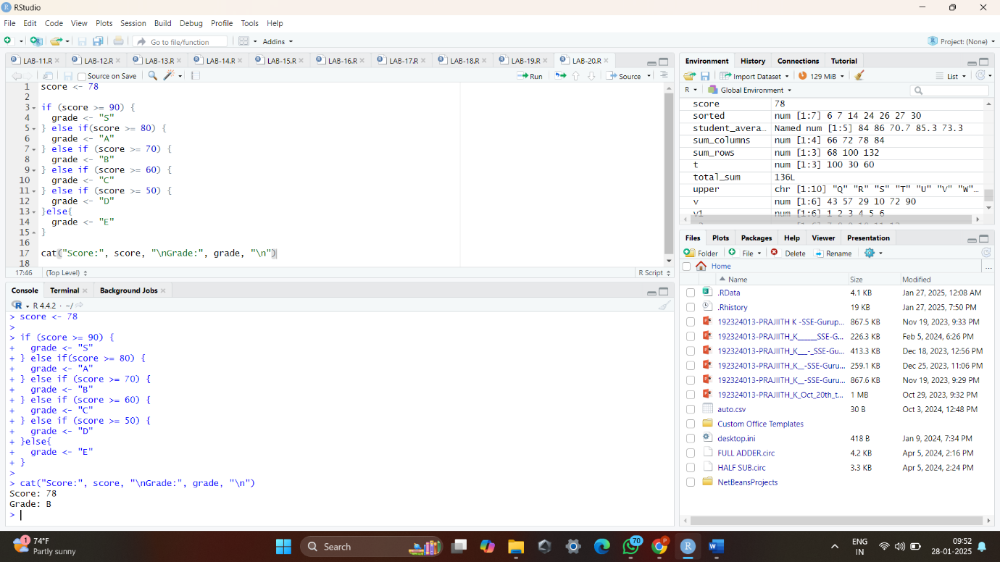 RStudio
File Edit Code View Plots Session Build Debug Profile Tools Help
Go to file/function Addins Project: (None)
LAB-11.R LAB-12.R LAB-13.R LAB-14.R LAB-15.R LAB-16.R LAB-17.R LAB-18.R LAB-19.R LAB-20.R
Source on Save Run Source
1 score <- 78
2
3 if (score >= 90) {
4 grade <- "S"
5 } else if(score >= 80) {
6 grade <- "A"
7 } else if (score >= 70) {
8 grade <- "B"
9 } else if (score >= 60) {
10 grade <- "C"
11 } else if (score >= 50) {
12 grade <- "D"
13 }else{
14 grade <- "E"
15 }
16
17 cat("Score:", score, "\nGrade:", grade, "\n")
18
17:46 (Top Level) R Script
Console Terminal Background Jobs
R 4.4.2 · ~/
> score <- 78
>
> if (score >= 90) {
+ grade <- "S"
+ } else if(score >= 80) {
+ grade <- "A"
+ } else if (score >= 70) {
+ grade <- "B"
+ } else if (score >= 60) {
+ grade <- "C"
+ } else if (score >= 50) {
+ grade <- "D"
+ }else{
+ grade <- "E"
+ }
>
> cat("Score:", score, "\nGrade:", grade, "\n")
Score: 78
Grade: B
>
Environment History Connections Tutorial
Import Dataset 129 MiB List
R Global Environment
score 78
sorted num [1:7] 6 7 14 24 26 27 30
student_avera... Named num [1:5] 84 86 70.7 85.3 73.3
sum_columns num [1:4] 66 72 78 84
sum_rows num [1:3] 68 100 132
t num [1:3] 100 30 60
total_sum 136L
upper chr [1:10] "Q" "R" "S" "T" "U" "V" "W"...
v num [1:6] 43 57 29 10 72 90
v1 num [1:6] 1 2 3 4 5 6
Files Plots Packages Help Viewer Presentation
Folder File Delete Rename
Home ...
Name Size Modified
.RData 4.1 KB Jan 27, 2025, 12:08 AM
.Rhistory 19 KB Jan 27, 2025, 7:50 PM
192324013-PRAJIITH K -SSE-Gurup... 867.5 KB Nov 19, 2023, 9:33 PM
192324013-PRAJIITH_K_____SSE-G... 226.3 KB Feb 5, 2024, 6:26 PM
192324013-PRAJIITH_K___-_SSE-Gu... 413.3 KB Dec 18, 2023, 12:56 PM
192324013-PRAJIITH_K__-SSE-Guru... 259.1 KB Dec 25, 2023, 11:06 PM
192324013-PRAJIITH_K__-SSE-Guru... 867.6 KB Nov 19, 2023, 9:29 PM
192324013-PRAJIITH_K_Oct_20th_t... 1 MB Oct 29, 2023, 9:32 PM
auto.csv 30 B Oct 3, 2024, 12:48 PM
Custom Office Templates
desktop.ini 418 B Jan 9, 2024, 7:34 PM
FULL ADDER.circ 4.2 KB Apr 5, 2024, 2:16 PM
HALF SUB.circ 3.3 KB Apr 5, 2024, 2:24 PM
NetBeansProjects
1 74°F
Partly sunny
Search
70
P
ENG
IN
09:52
28-01-2025